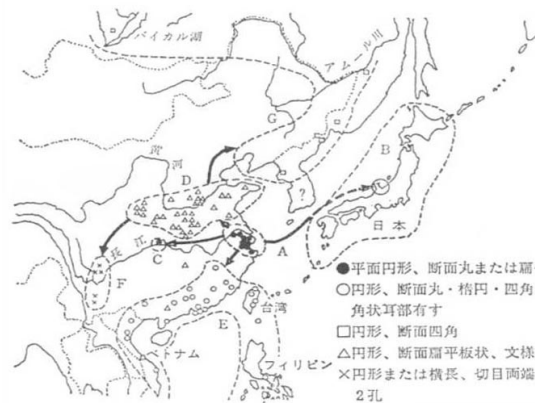 バイカル湖
アムール川
G
黄河
B
D
?
日本
長江
A
C
F
台湾
E
ベトナム
フィリピン
●平面円形、断面丸または扁
○円形、断面丸・楕円・四角
角状耳部有す
□円形、断面四角
△円形、断面扁平板状、文様
×円形または横長、切目両端
2孔